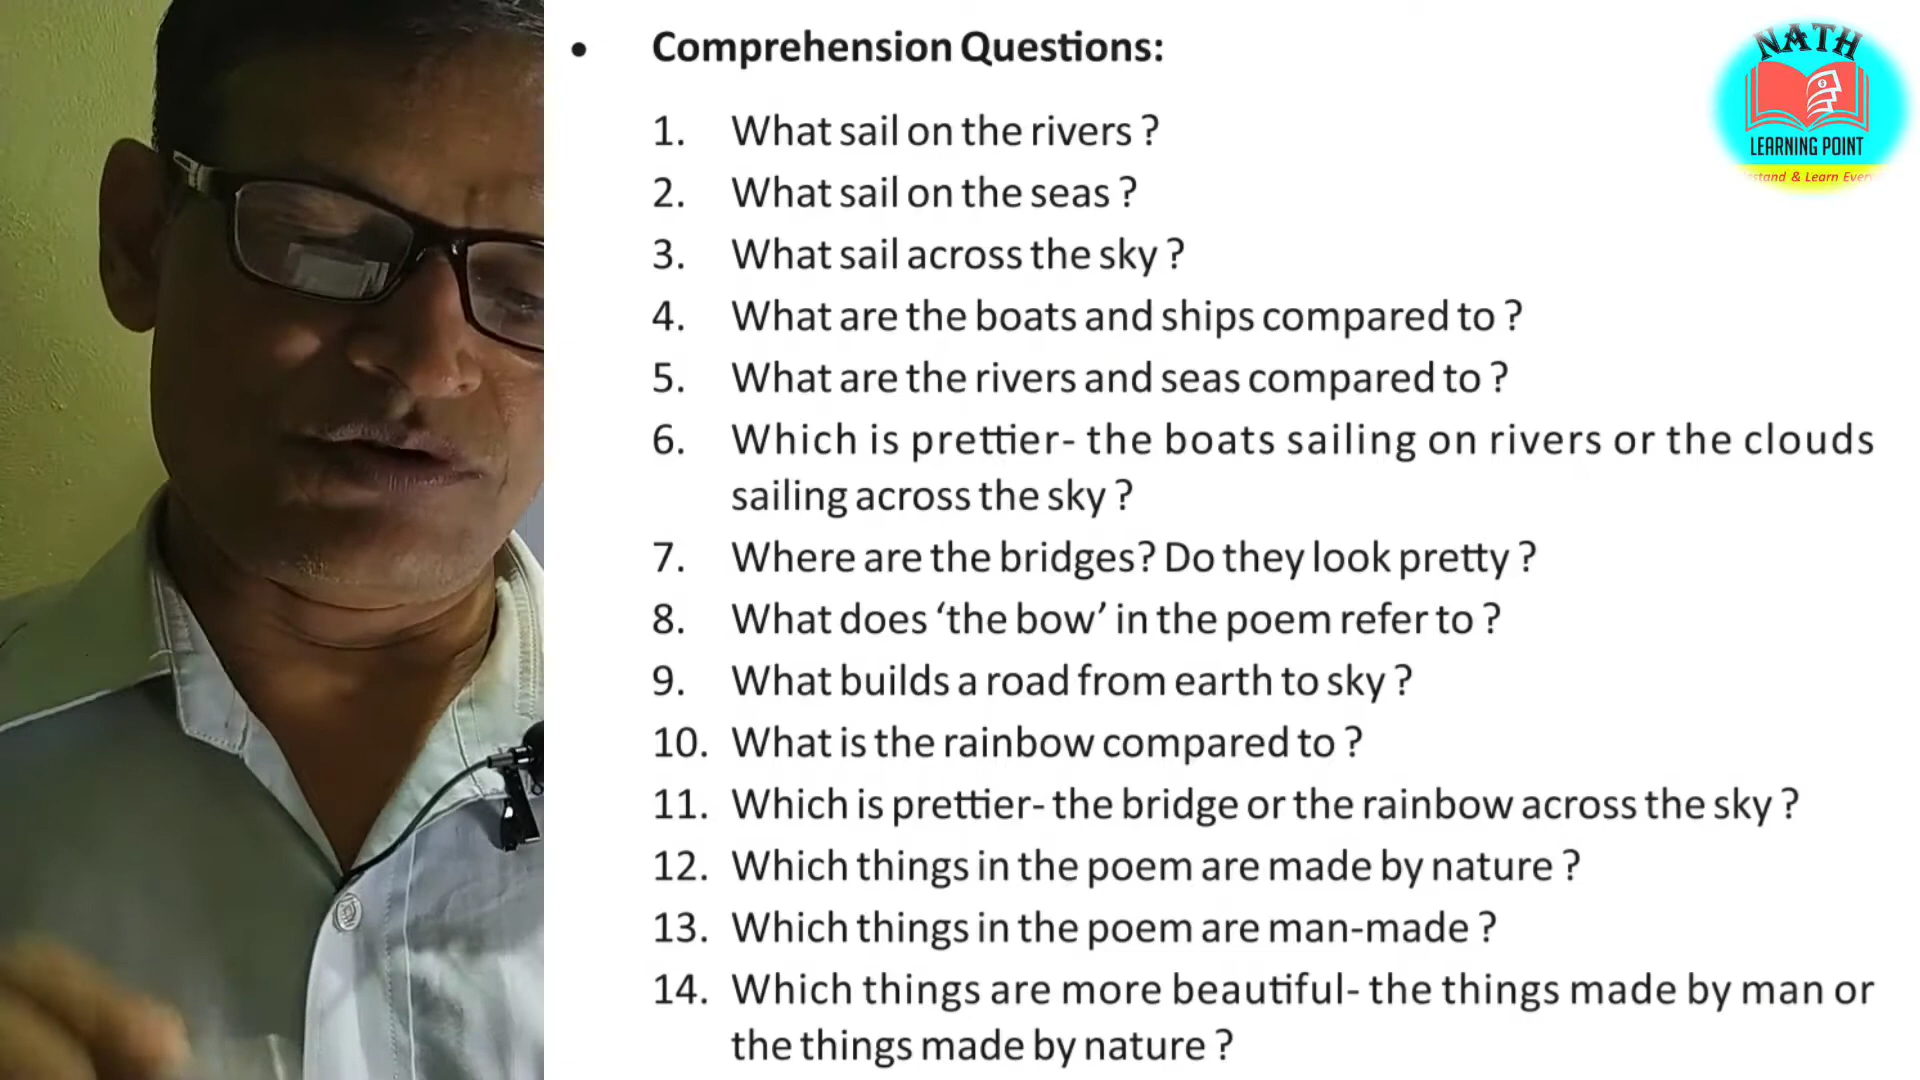 • Comprehension Questions:
1. What sail on the rivers ?
2. What sail on the seas ?
3. What sail across the sky ?
4. What are the boats and ships compared to ?
5. What are the rivers and seas compared to ?
6. Which is prettier- the boats sailing on rivers or the clouds
sailing across the sky ?
7. Where are the bridges? Do they look pretty ?
8. What does ‘the bow’ in the poem refer to ?
9. What builds a road from earth to sky ?
10. What is the rainbow compared to ?
11. Which is prettier- the bridge or the rainbow across the sky ?
12. Which things in the poem are made by nature ?
13. Which things in the poem are man-made ?
14. Which things are more beautiful- the things made by man or
the things made by nature ?
NATH
LEARNING POINT
& Learn